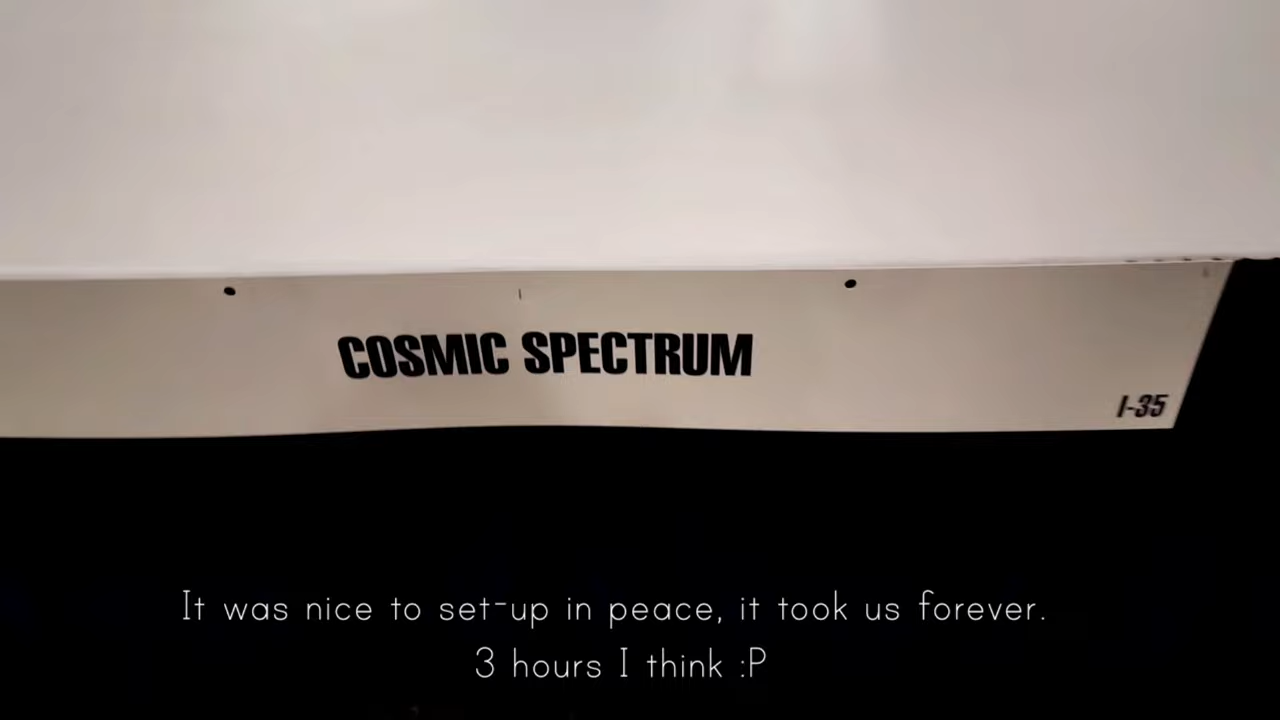 COSMIC SPECTRUM
I-35
It was nice to set-up in peace, it took us forever.
3 hours I think :P